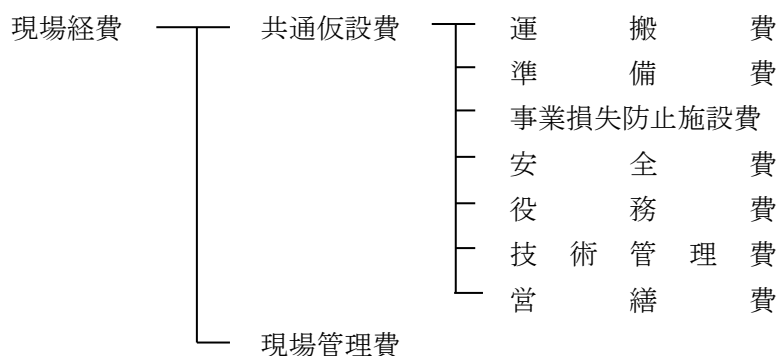 現場経費 共通仮設費 運搬費
準備費
事業損失防止施設費
安全費
役務費
技術管理費
営繕費
現場管理費